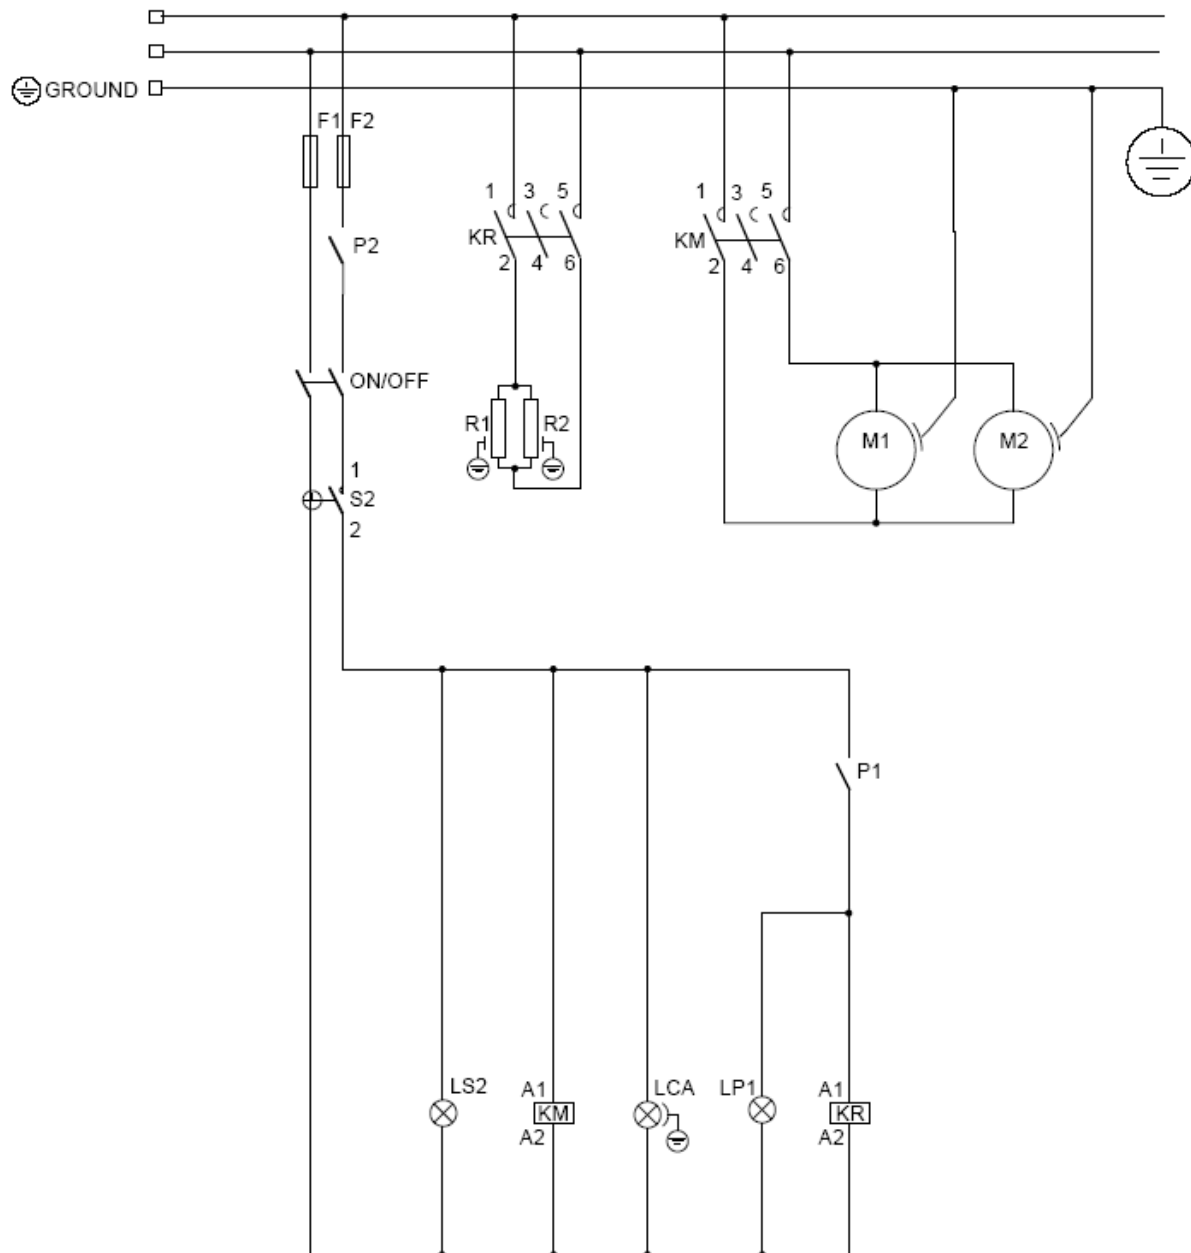 GROUND
F1 F2
1 3 5
1 3 5
P2
KR
KM
2 4 6
2 4 6
ON/OFF
R1 R2
M1 M2
1
S2
2
P1
LS2 A1 LCA LP1 A1
KM KR
A2 A2